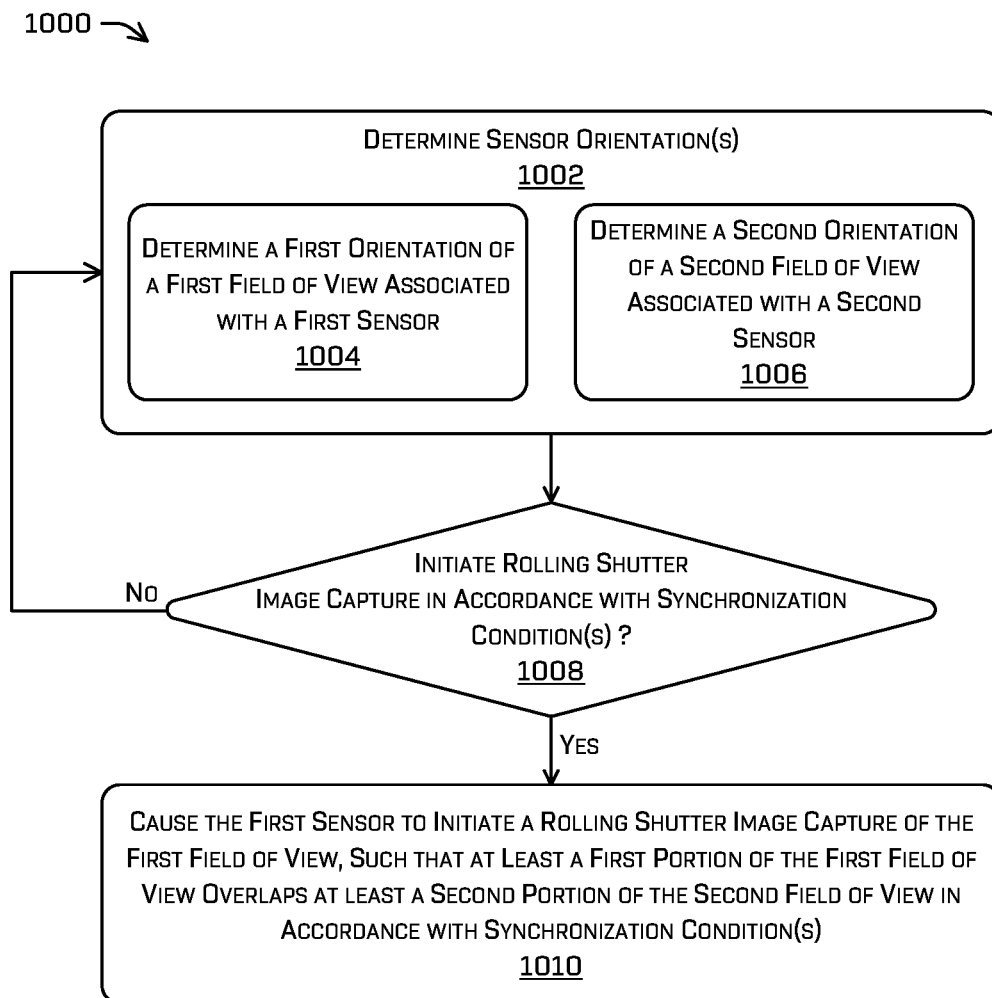 1000
Determine Sensor Orientation(s)
1002
Determine a First Orientation of
a First Field of View Associated
with a First Sensor
1004
Determine a Second Orientation
of a Second Field of View
Associated with a Second
Sensor
1006
Initiate Rolling Shutter
Image Capture in Accordance with Synchronization
Condition(s) ?
1008
No
Yes
Cause the First Sensor to Initiate a Rolling Shutter Image Capture of the
First Field of View, Such that at Least a First Portion of the First Field of
View Overlaps at least a Second Portion of the Second Field of View in
Accordance with Synchronization Condition(s)
1010